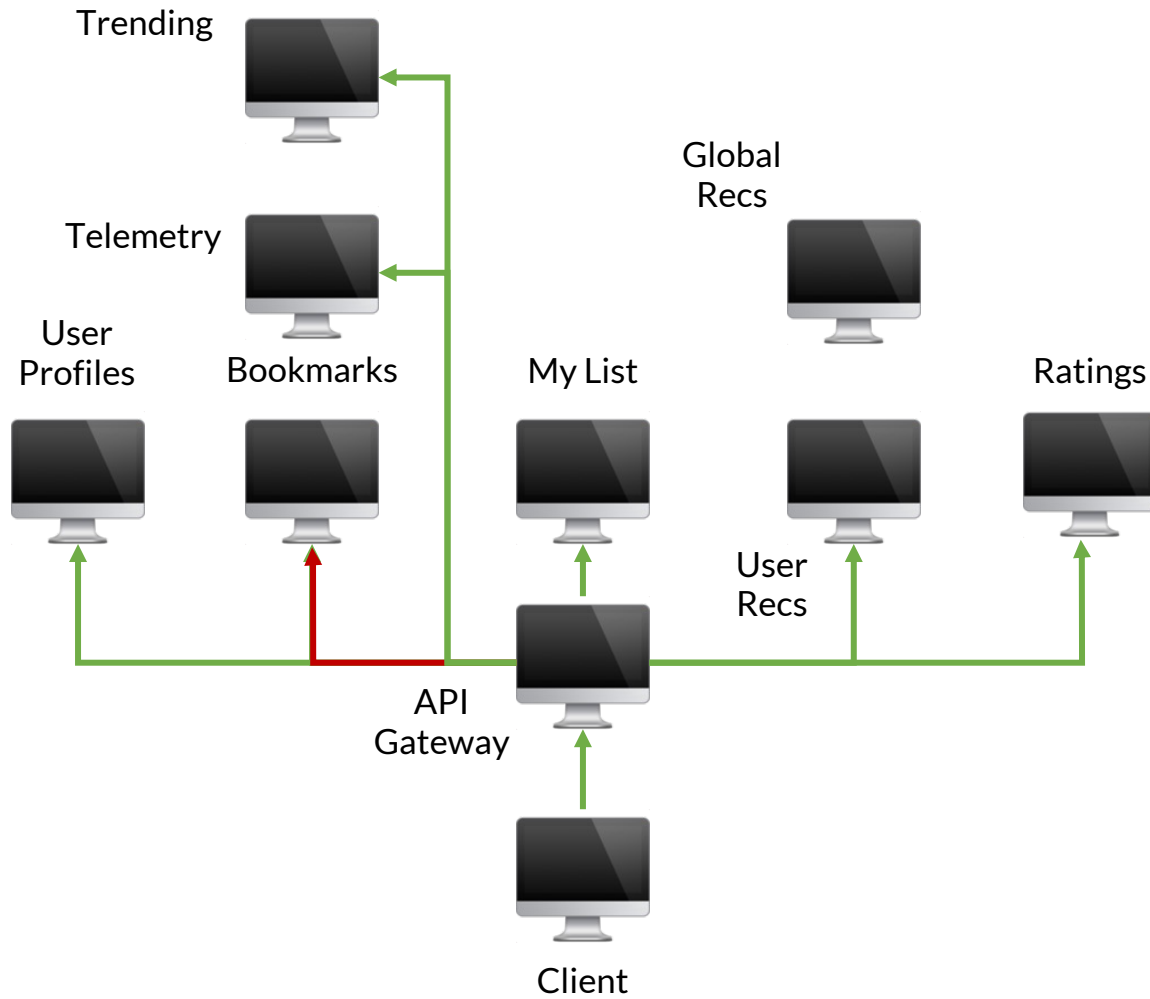 Trending
Global
Recs
Telemetry
User
Profiles
Bookmarks
My List
Ratings
User
Recs
API
Gateway
Client